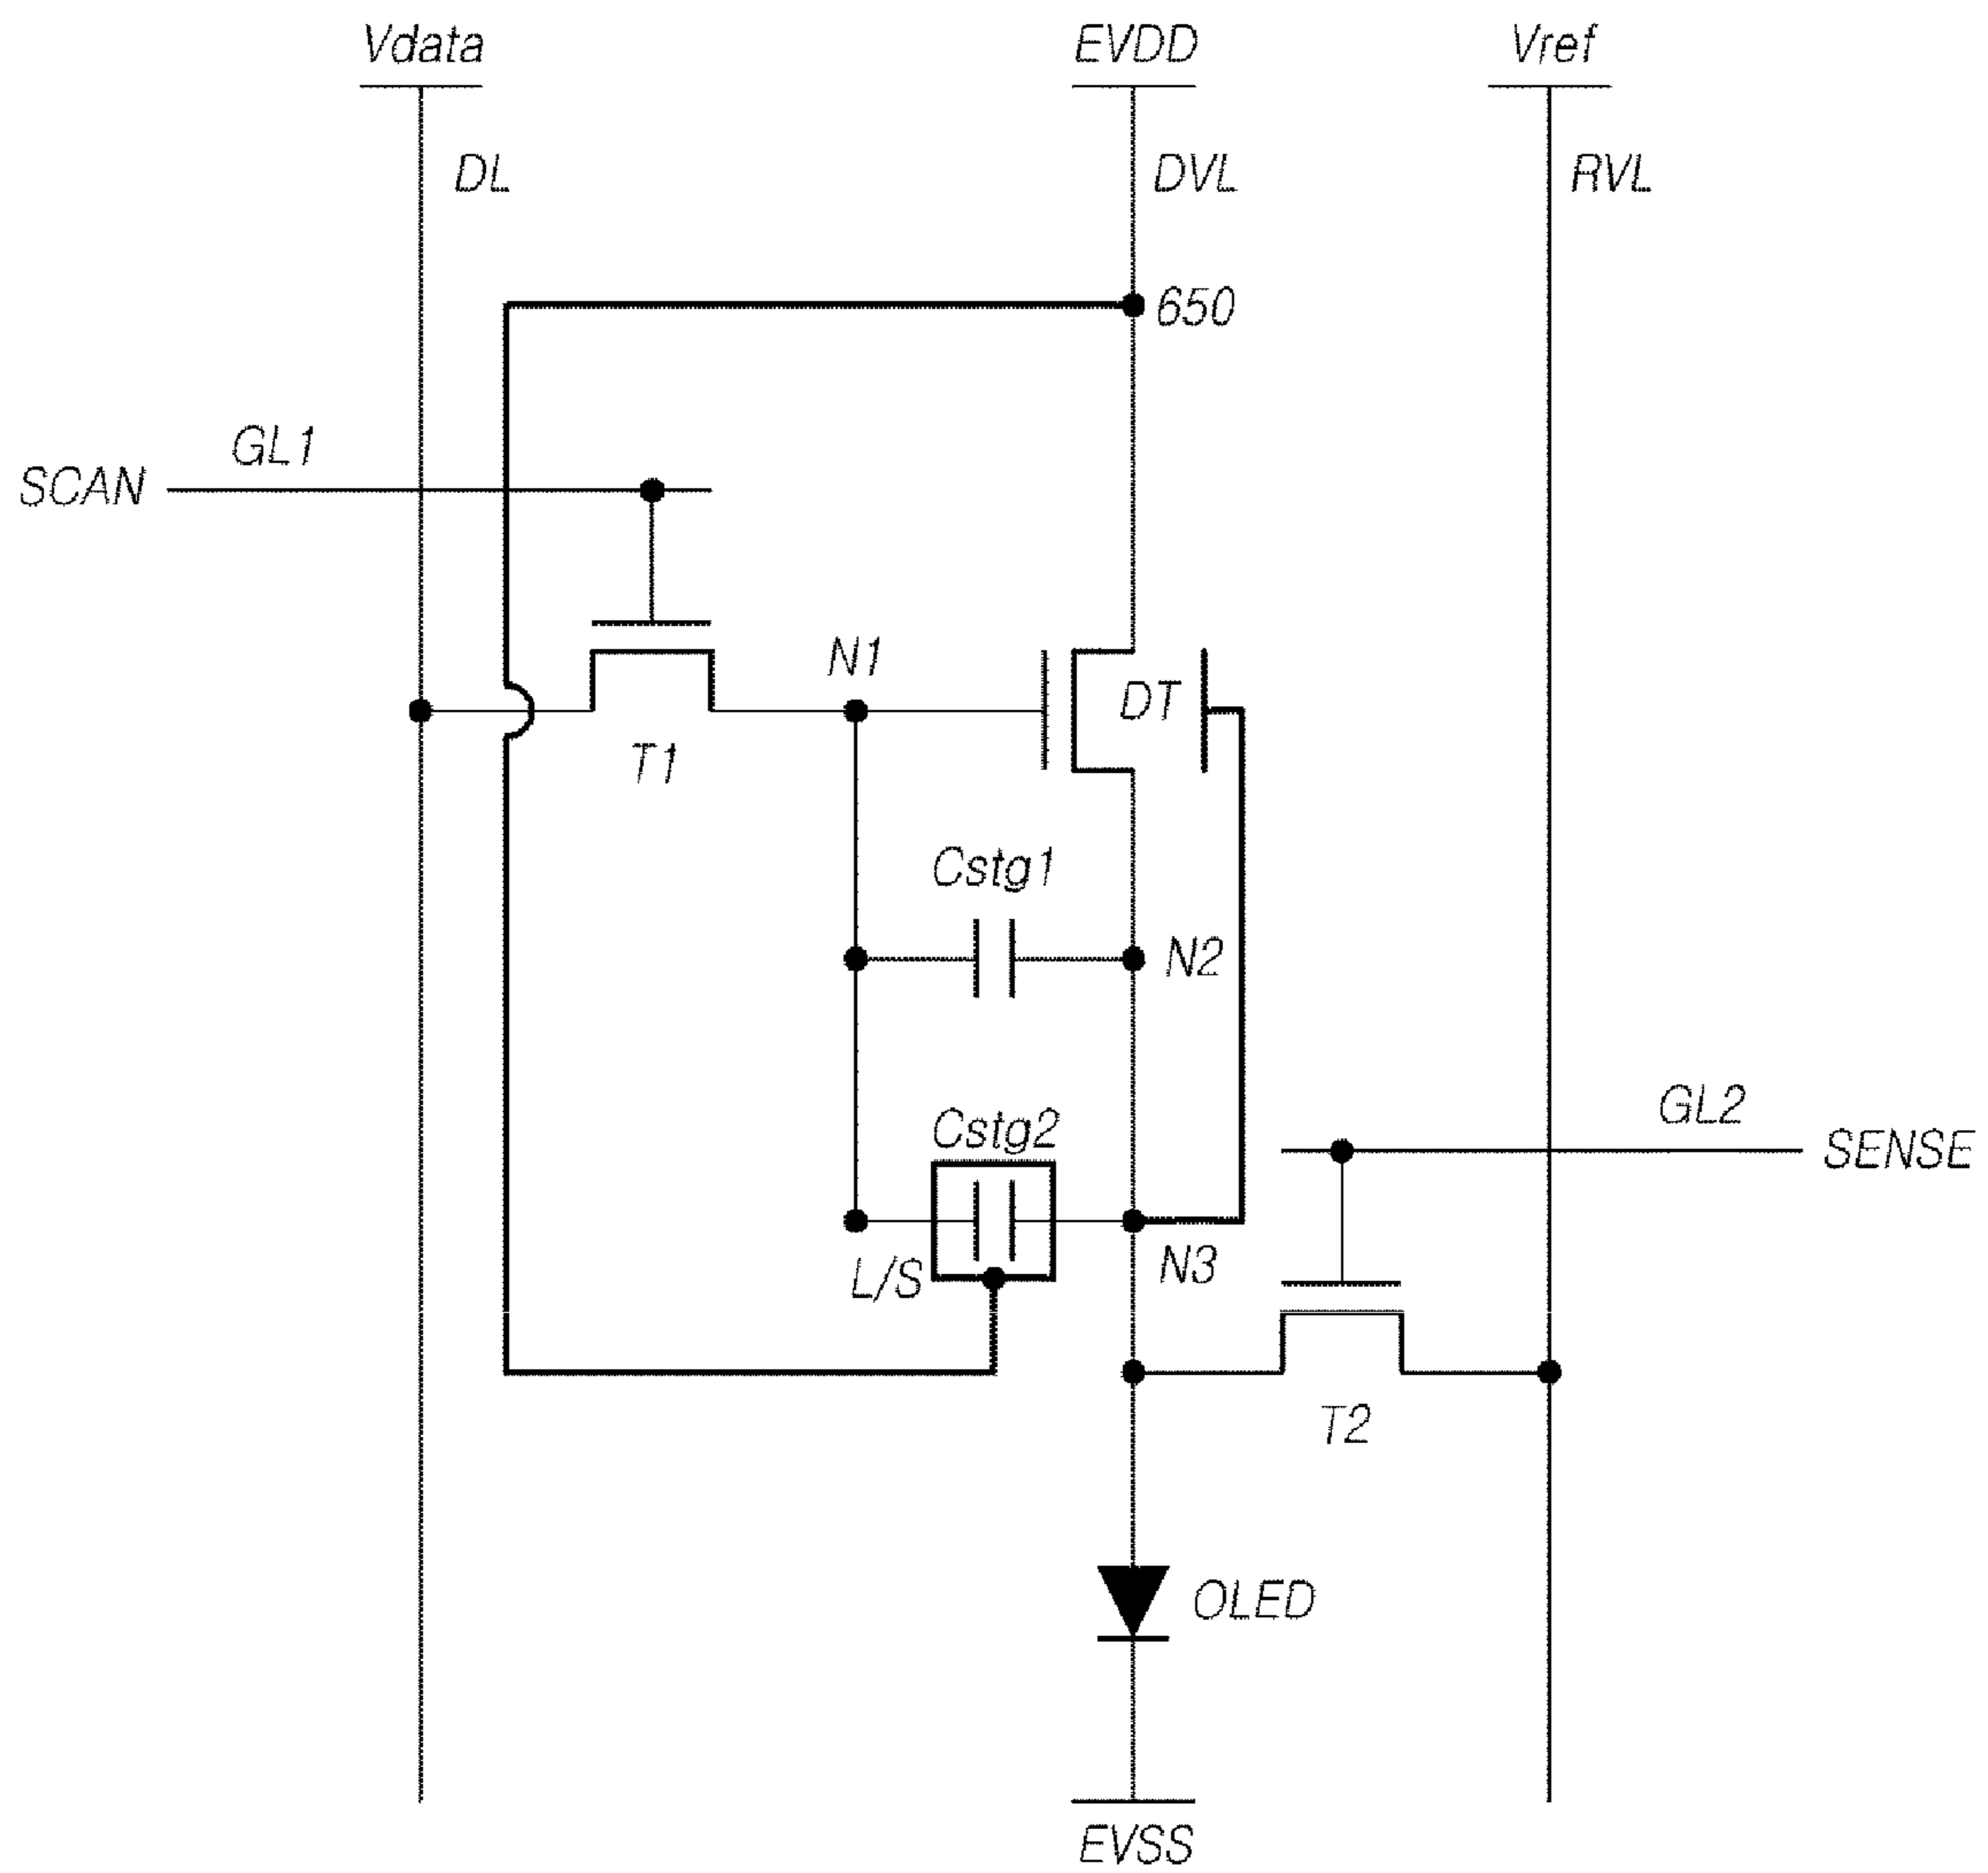 Vdata
EVDD
Vref
DL
DVL
RVL
650
GL1
SCAN
N1
DT
T1
Cstg1
N2
GL2
Cstg2
SENSE
N3
L/S
T2
OLED
EVSS